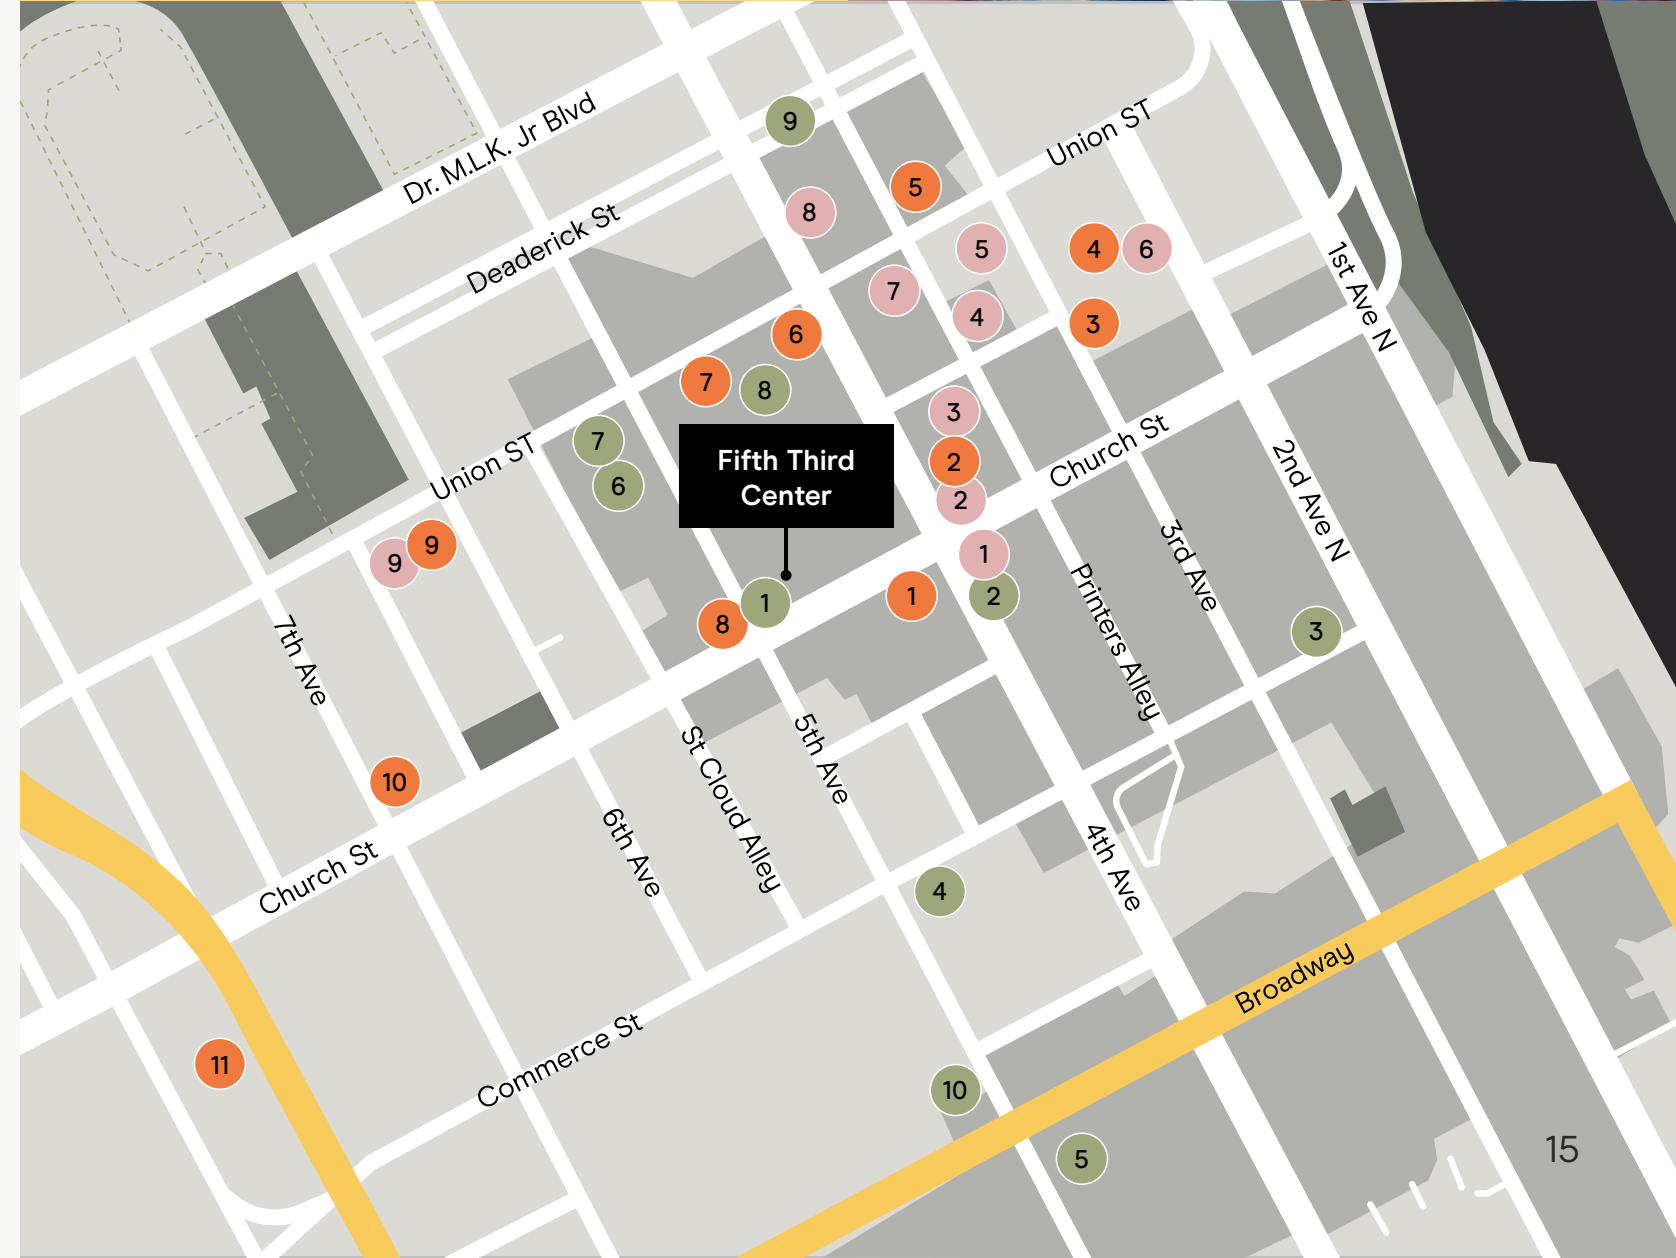 Dr. M.L.K. Jr Blvd
9
Union ST
5
8
Deaderick St
5
4
6
7
4
3
1st Ave N
6
7
8
3
2
2
Church St
Union ST
7
6
Fifth Third
Center
2nd Ave N
9
9
1
1
2
3rd Ave
Printers Alley
8
1
3
7th Ave
10
St Cloud Alley
5th Ave
6th Ave
Church St
4
4th Ave
Broadway
11
Commerce St
10
5
15